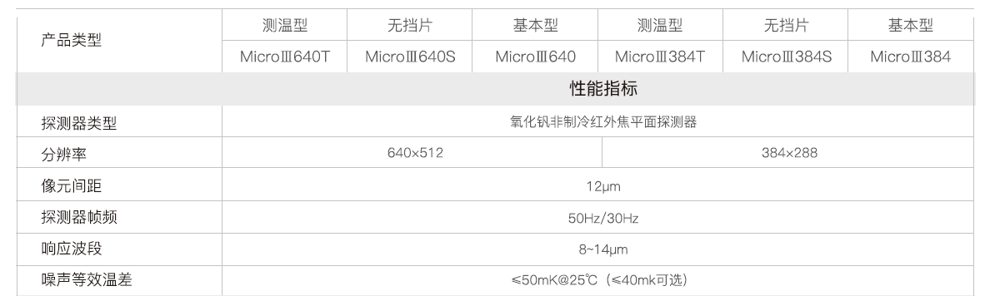 产品类型
测温型 无挡片 基本型 测温型 无挡片 基本型
MicroⅢ640T MicroⅢ640S MicroⅢ640 MicroⅢ384T MicroⅢ384S MicroⅢ384
性能指标
探测器类型 氧化钒非制冷红外焦平面探测器
分辨率 640×512 384×288
像元间距 12μm
探测器帧频 50Hz/30Hz
响应波段 8~14μm
噪声等效温差 ≤50mK@25℃（≤40mk可选）